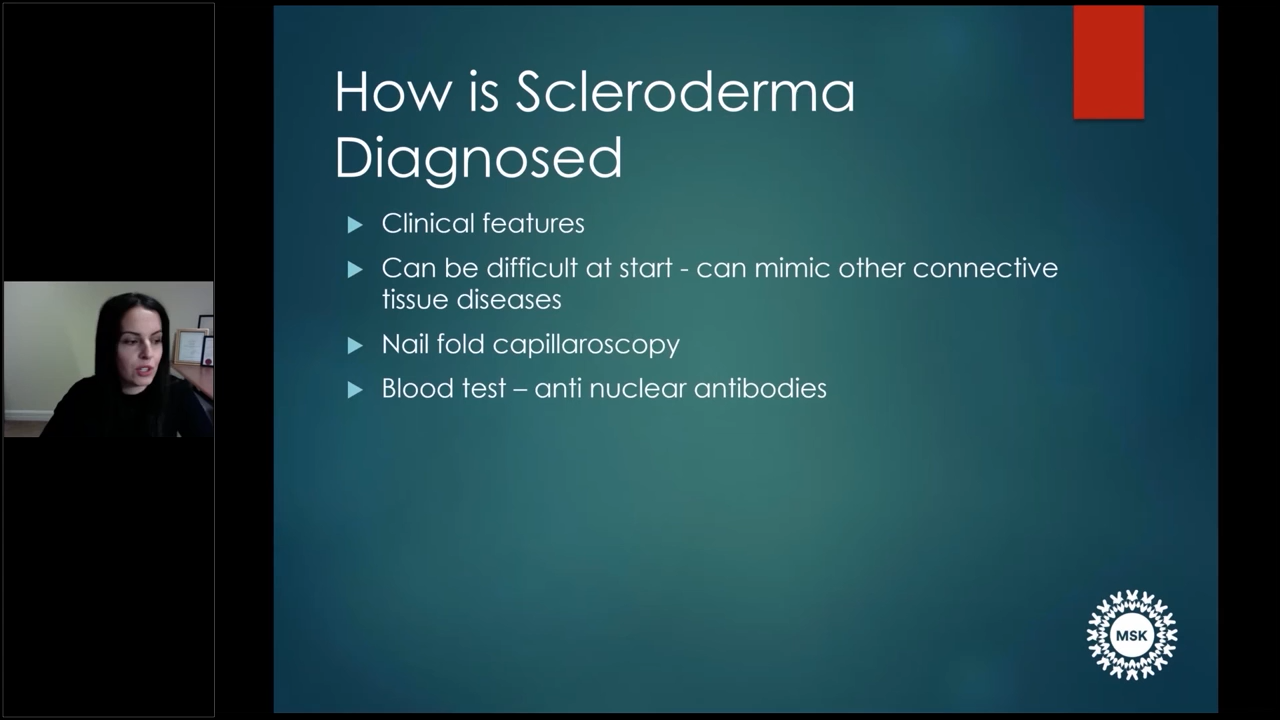 How is Scleroderma
Diagnosed
Clinical features
Can be difficult at start - can mimic other connective
tissue diseases
Nail fold capillaroscopy
Blood test – anti nuclear antibodies
MSK